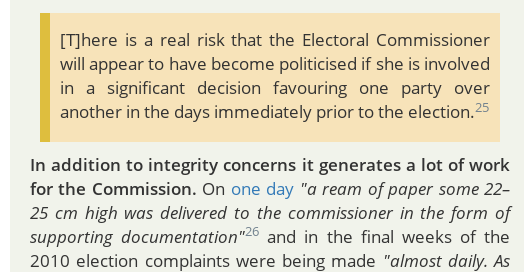 [T]here is a real risk that the Electoral Commissioner
will appear to have become politicised if she is involved
in a significant decision favouring one party over
another in the days immediately prior to the election.25
In addition to integrity concerns it generates a lot of work
for the Commission. On one day "a ream of paper some 22–
25 cm high was delivered to the commissioner in the form of
supporting documentation"26 and in the final weeks of the
2010 election complaints were being made "almost daily. As